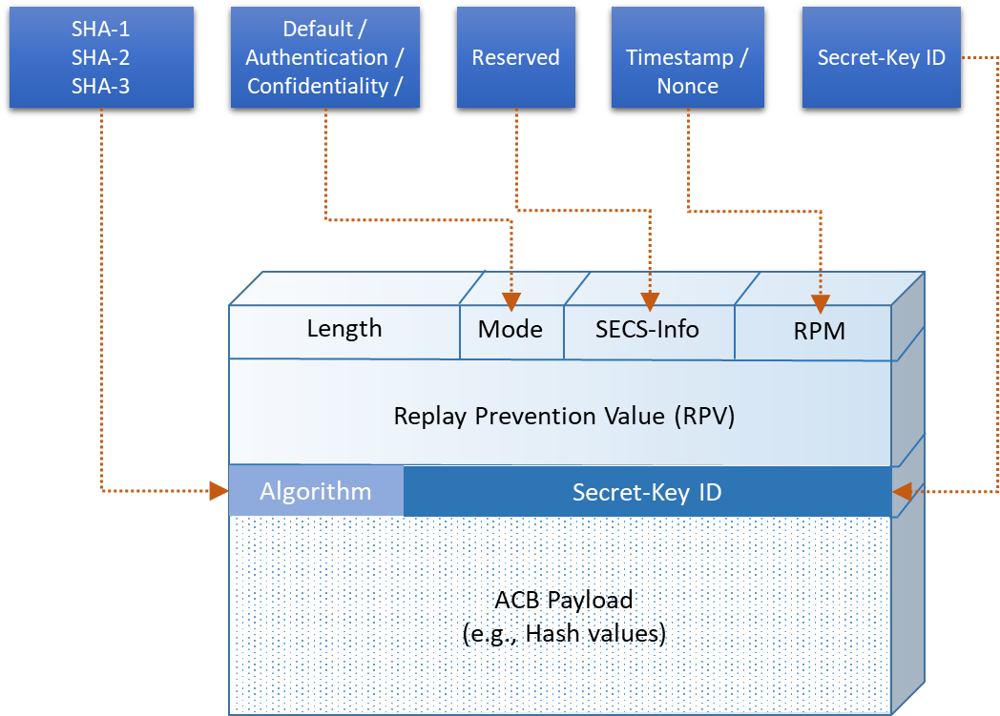 SHA-1
SHA-2
SHA-3
Default /
Authentication /
Confidentiality /
Reserved
Timestamp /
Nonce
Secret-Key ID
Length
Mode
SECS-Info
RPM
Replay Prevention Value (RPV)
Algorithm
Secret-Key ID
ACB Payload
(e.g., Hash values)